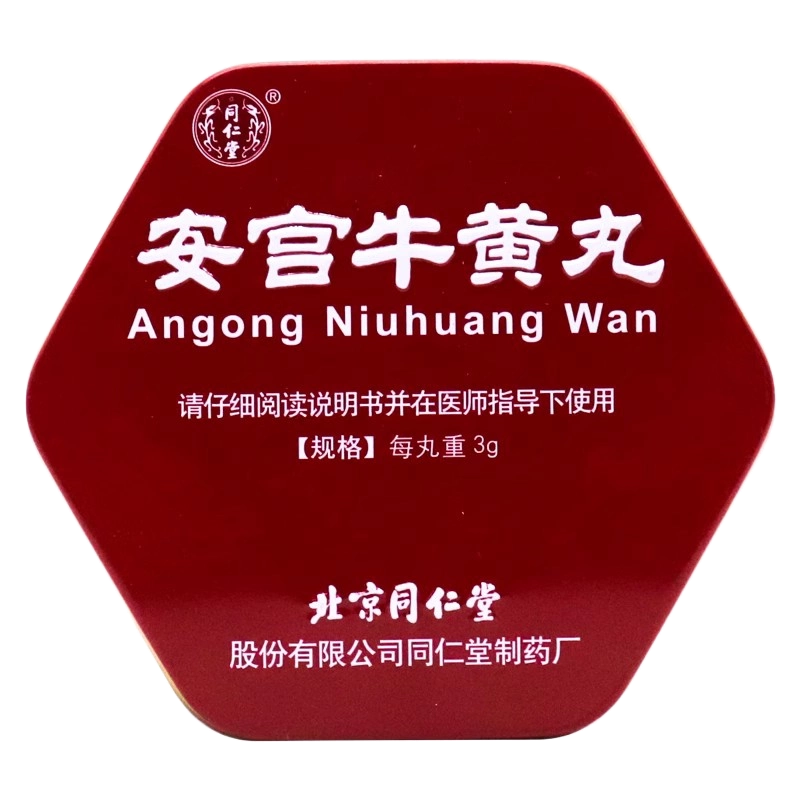 同仁堂
®
安宫牛黄丸
Angong Niuhuang Wan
请仔细阅读说明书并在医师指导下使用
【规格】每丸重 3g
北京同仁堂
股份有限公司同仁堂制药厂